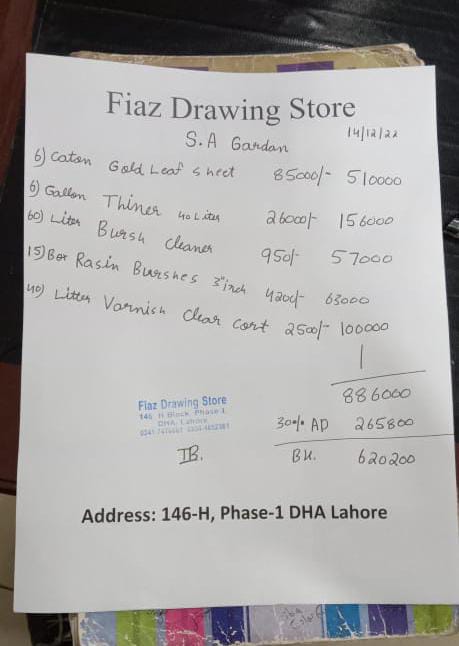 Fiaz Drawing Store
S.A Gardan 14/12/22
6) Caton Gold Leaf sheet 85000/- 510000
6) Gallon Thiner 40 Liter 26000/- 156000
60) Liter Bursh Cleaner 950/- 57000
15) Box Rasin Burshes 3"inch 4200/- 63000
40) Litter Varnish Clear cort 2500/- 100000
886000
30% AD 265800
BH. 620200
Fiaz Drawing Store
146 H Block Phase-1
DHA, Lahore
IB.
Address: 146-H, Phase-1 DHA Lahore